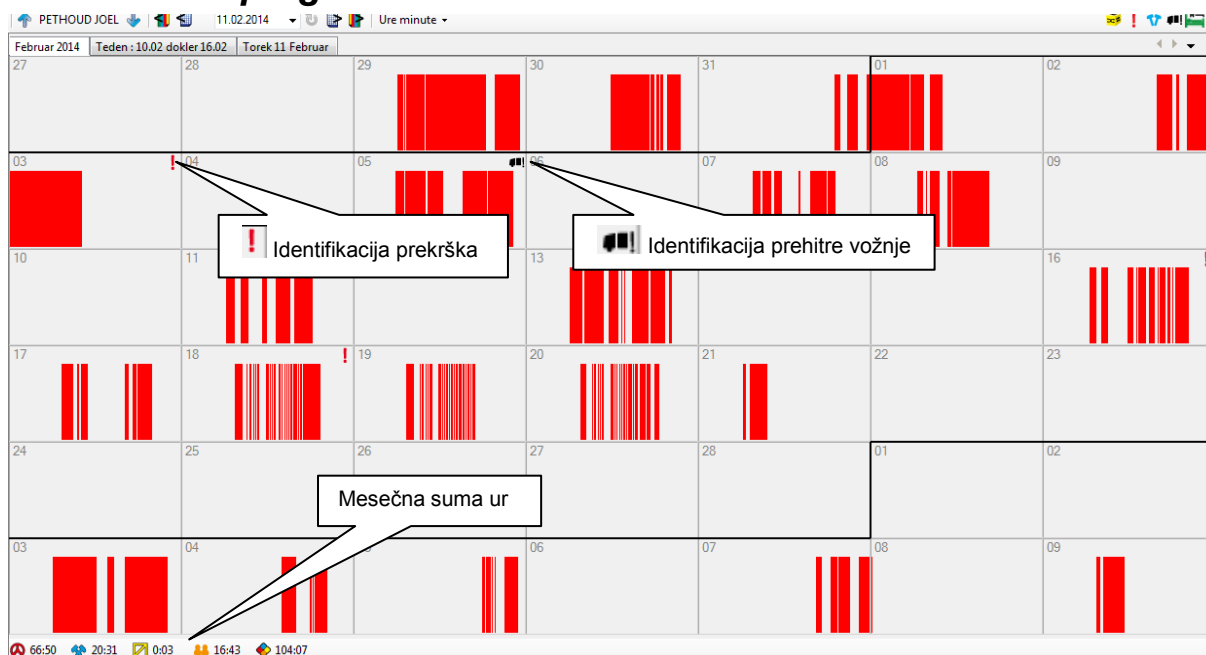 PETHOUD JOEL 11.02.2014 Ure minute
Februar 2014 Teden : 10.02 dokler 16.02 Torek 11 Februar
27 28 29 30 31 01 02
03 04 05 06 07 08 09
Identifikacija prekrška
Identifikacija prehitre vožnje
10 11 13 16
17 18 19 20 21 22 23
24 25 26 27 28 01 02
Mesečna suma ur
03 04 06 07 08 09
66:50 20:31 0:03 16:43 104:07